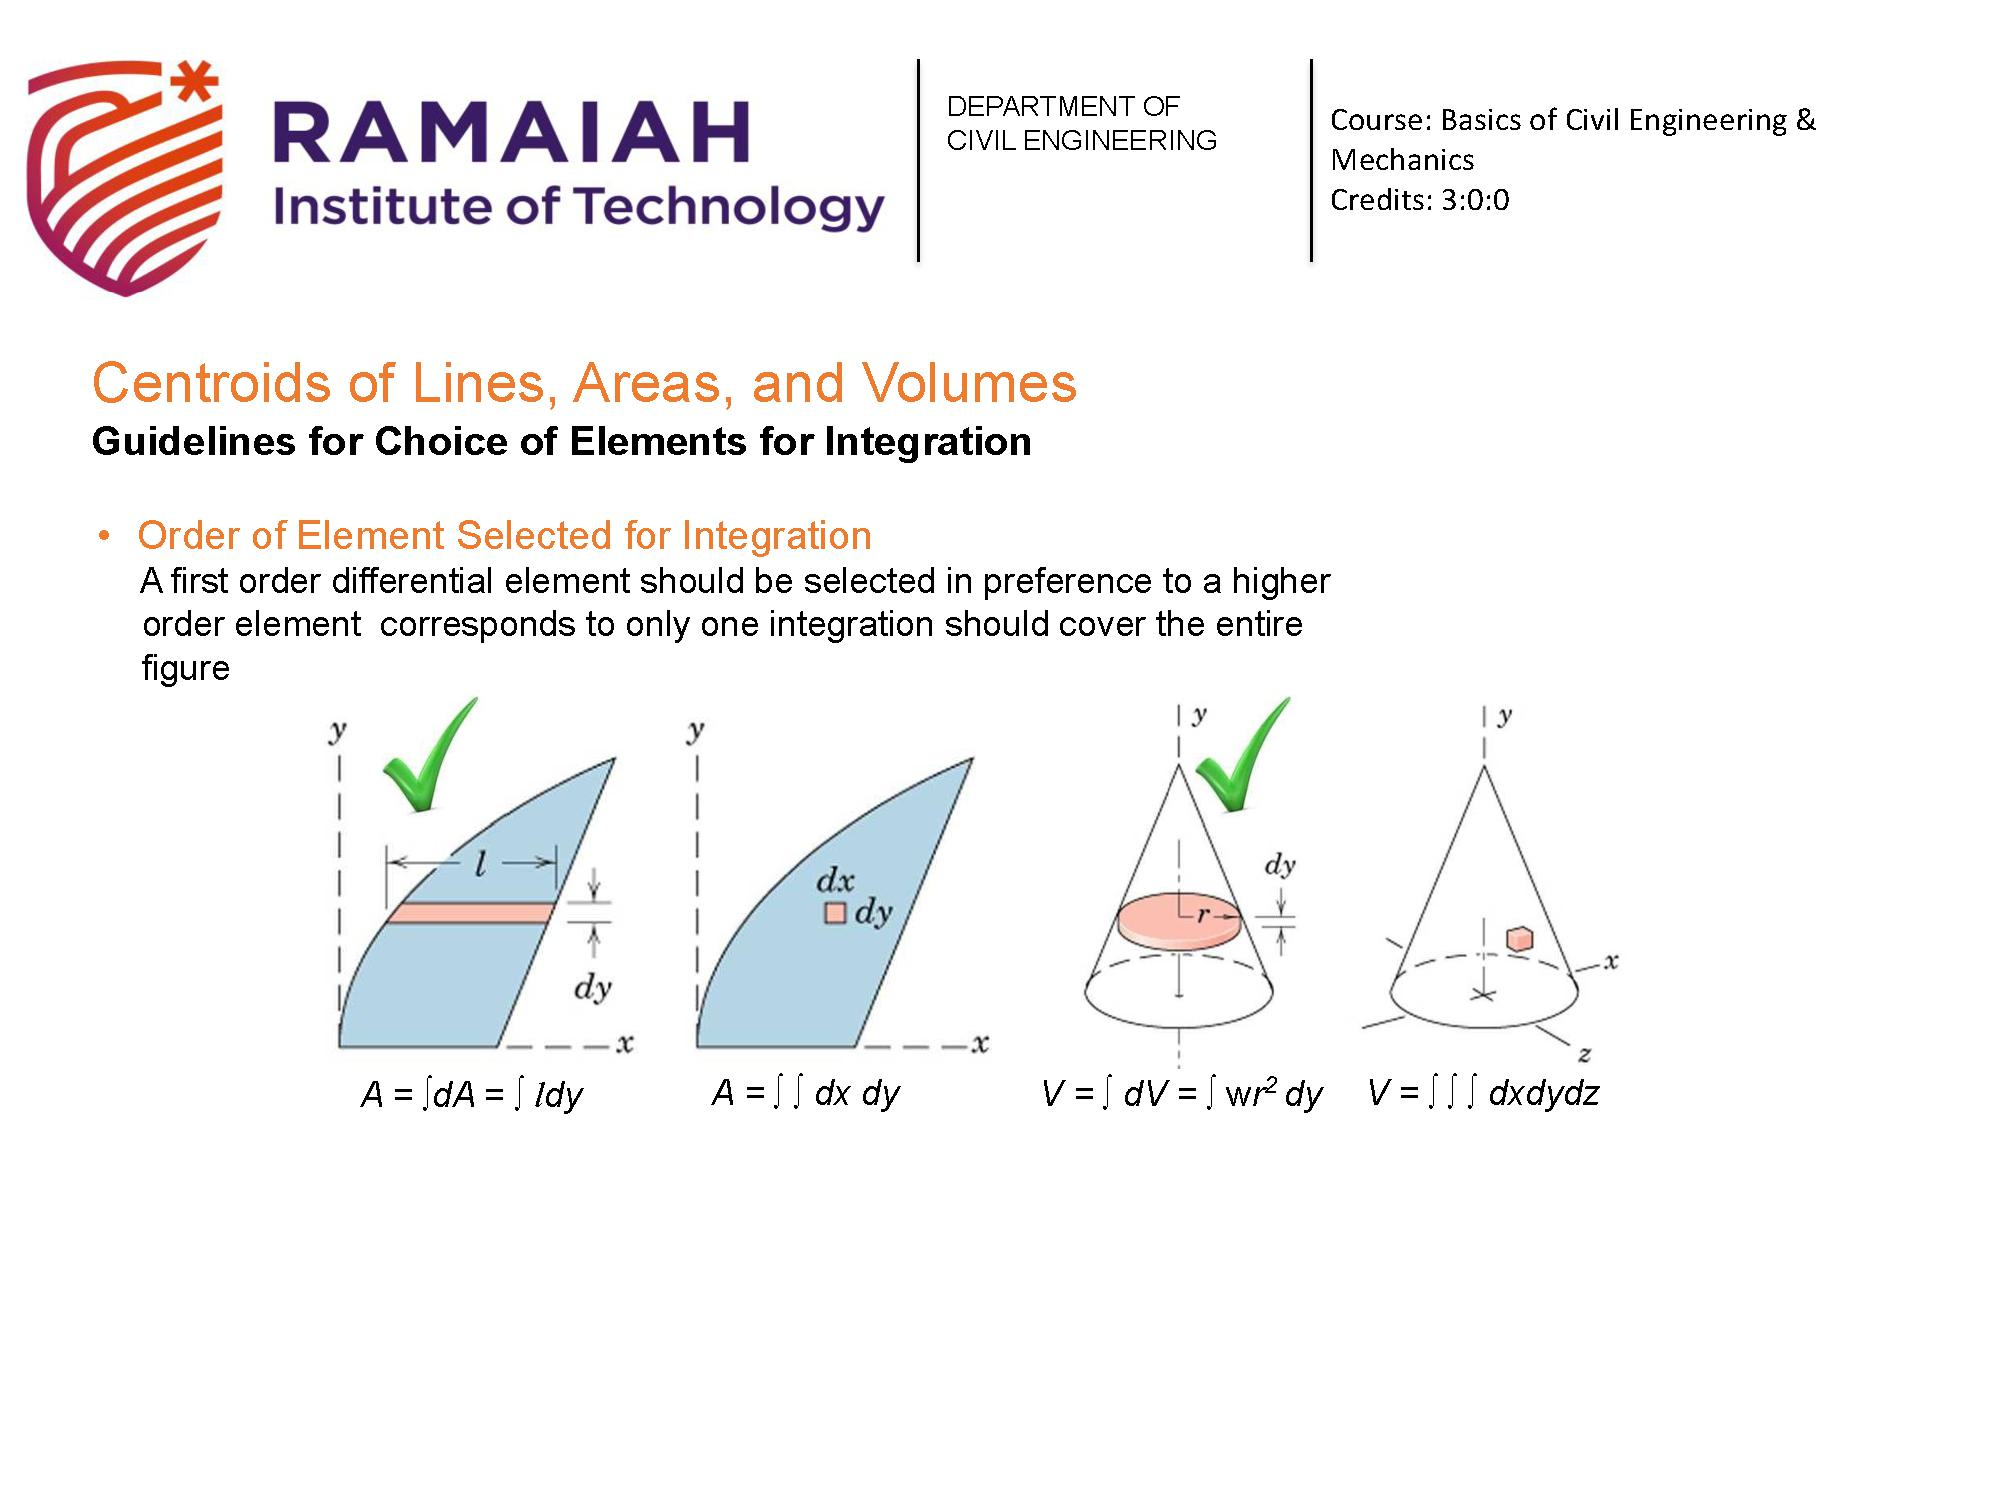 RAMAIAH
Institute of Technology
DEPARTMENT OF
CIVIL ENGINEERING
Course: Basics of Civil Engineering &
Mechanics
Credits: 3:0:0
Centroids of Lines, Areas, and Volumes
Guidelines for Choice of Elements for Integration
• Order of Element Selected for Integration
A first order differential element should be selected in preference to a higher
order element  corresponds to only one integration should cover the entire
figure
y
l
dy
x
y
dx
dy
x
y
dy
r
y
x
z
A = ∫dA = ∫ ldy
A = ∫ ∫ dx dy
V = ∫ dV = ∫ wr² dy
V = ∫ ∫ ∫ dxdydz